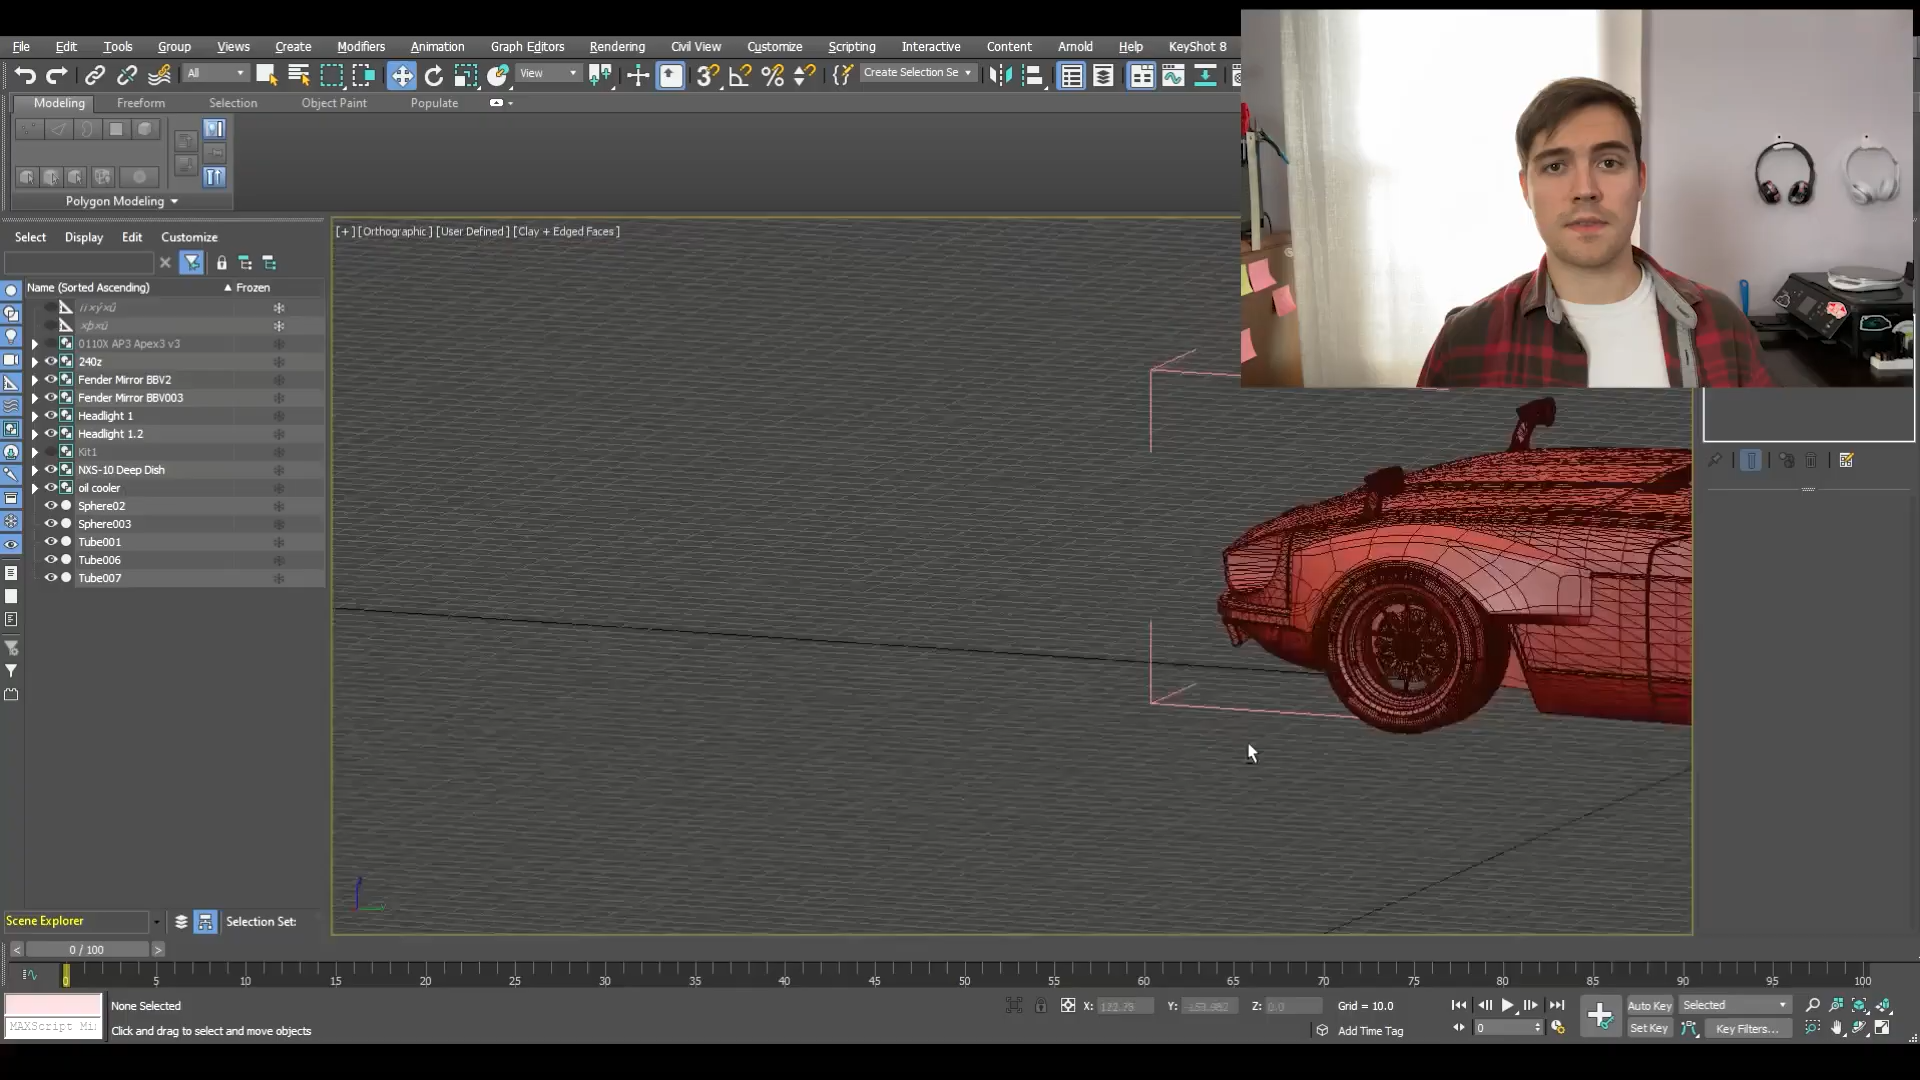 File Edit Tools Group Views Create Modifiers Animation Graph Editors Rendering Civil View Customize Scripting Interactive Content Arnold Help KeyShot 8
All View Create Selection Se
Modeling Freeform Selection Object Paint Populate
Polygon Modeling
Select Display Edit Customize
[+] [Orthographic] [User Defined] [Clay + Edged Faces]
Name (Sorted Ascending) Frozen
0110X AP3 Apex3 v3
240z
Fender Mirror BBV2
Fender Mirror BBV003
Headlight 1
Headlight 1.2
Kit1
NXS-10 Deep Dish
oil cooler
Sphere02
Sphere003
Tube001
Tube006
Tube007
Scene Explorer Selection Set:
< 0 / 100 >
0 5 10 15 20 25 30 35 40 45 50 55 60 65 70 75 80 85 90 95 100
None Selected X: Y: Z: 0.0 Grid = 10.0 Auto Key Selected
MAXScript Mi Click and drag to select and move objects Add Time Tag 0 Set Key Key Filters...